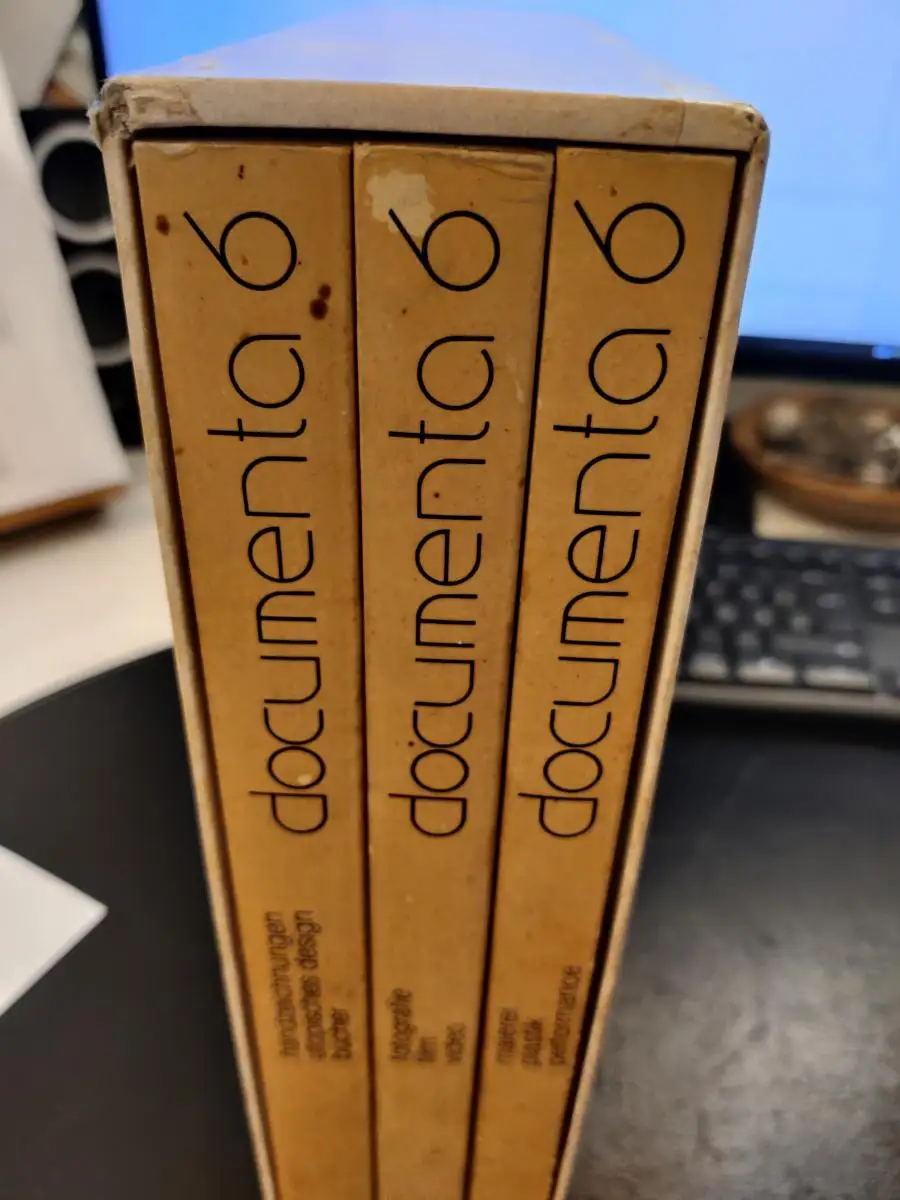 documenta 6
handzeichnungen
utopisches design
bücher
documenta 6
fotografie
film
video
documenta 6
malerei
plastik
performance